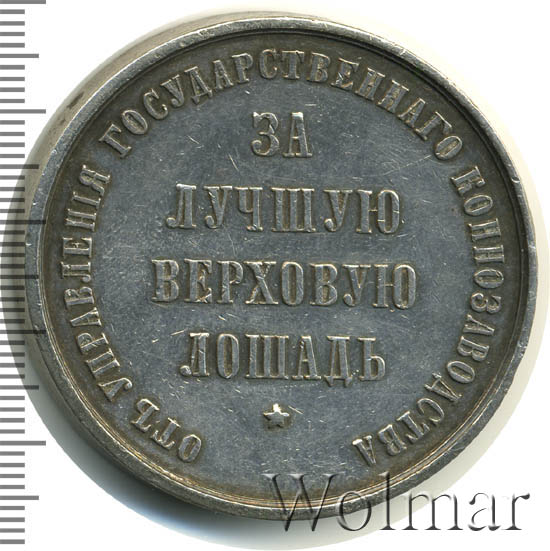 ОТЪ УПРАВЛЕНІЯ ГОСУДАРСТВЕННАГО КОННОЗАВОДСТВА
ЗА
ЛУЧШУЮ
ВЕРХОВУЮ
ЛОШАДЬ
Wolmar